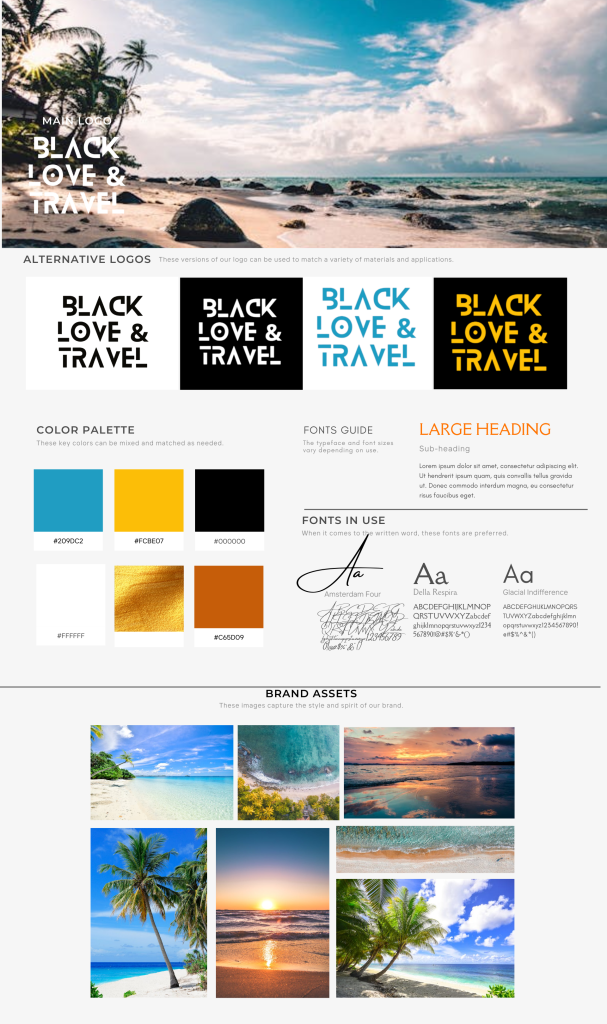 MAIN LOGO
BLACK
LOVE &
TRAVEL
ALTERNATIVE LOGOS These versions of our logo can be used to match a variety of materials and applications.
BLACK
LOVE &
TRAVEL
BLACK
LOVE &
TRAVEL
BLACK
LOVE &
TRAVEL
BLACK
LOVE &
TRAVEL
COLOR PALETTE
These key colors can be mixed and matched as needed.
#209DC2
#FCBE07
#000000
#FFFFFF
#C65D09
FONTS GUIDE
The typeface and font sizes
vary depending on use.
LARGE HEADING
Sub-heading
Lorem ipsum dolor sit amet, consectetur adipiscing elit.
Ut hendrerit ipsum quam, quis convallis tellus gravida
ut. Donec commodo interdum magna, eu consectetur
risus faucibus eget.
FONTS IN USE
When it comes to the written word, these fonts are preferred.
Aa
Amsterdam Four
Aa
Della Respira
ABCDEFGHIJKLMNOP
QRSTUVWXYZabcdef
ghijklmnopqrstuvwxyz1234
567890!@#$%^&*()
Aa
Glacial Indifference
ABCDEFGHIJKLMNOPQRS
TUVWXYZabcdefghijklmn
opqrstuvwxyz1234567890!
@#$%^&*()
BRAND ASSETS
These images capture the style and spirit of our brand.